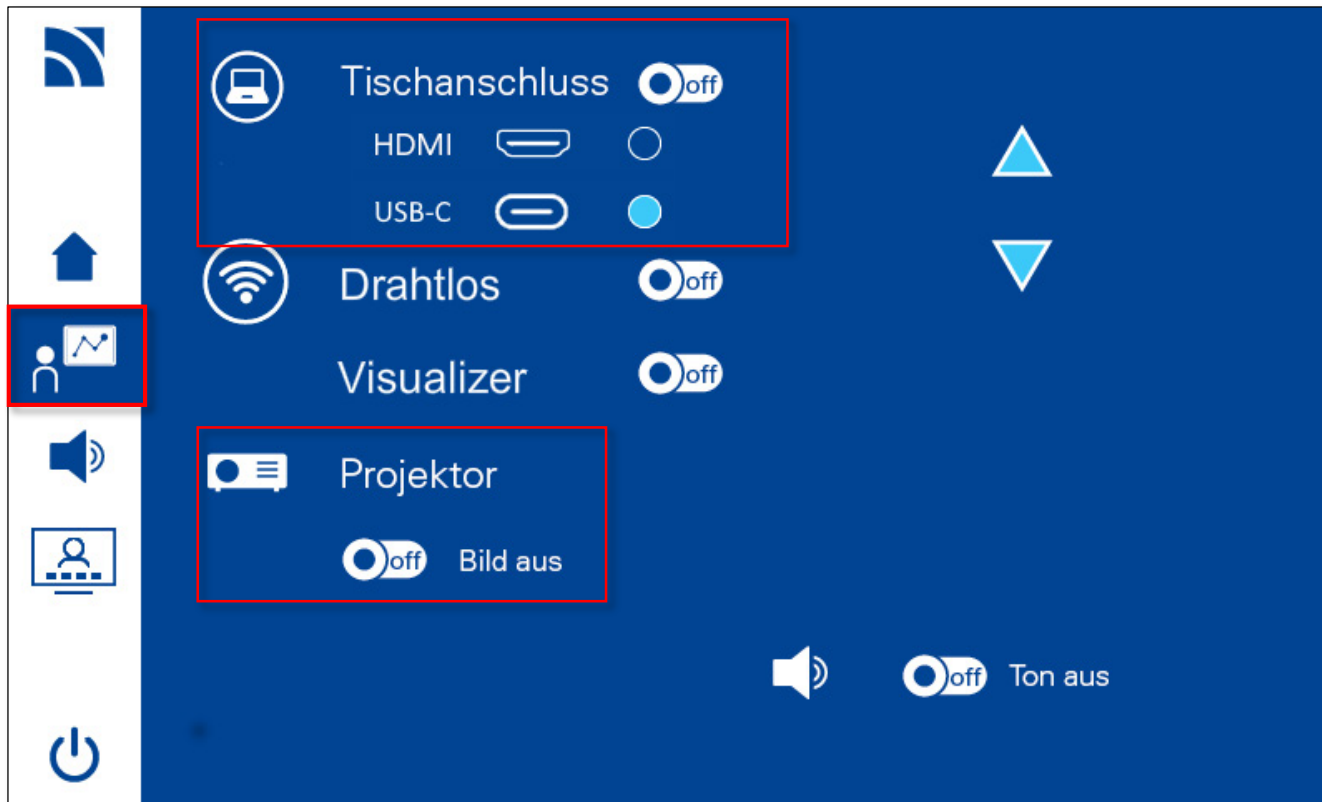 Tischanschluss off
HDMI
USB-C
Drahtlos off
Visualizer off
Projektor
off Bild aus
off Ton aus